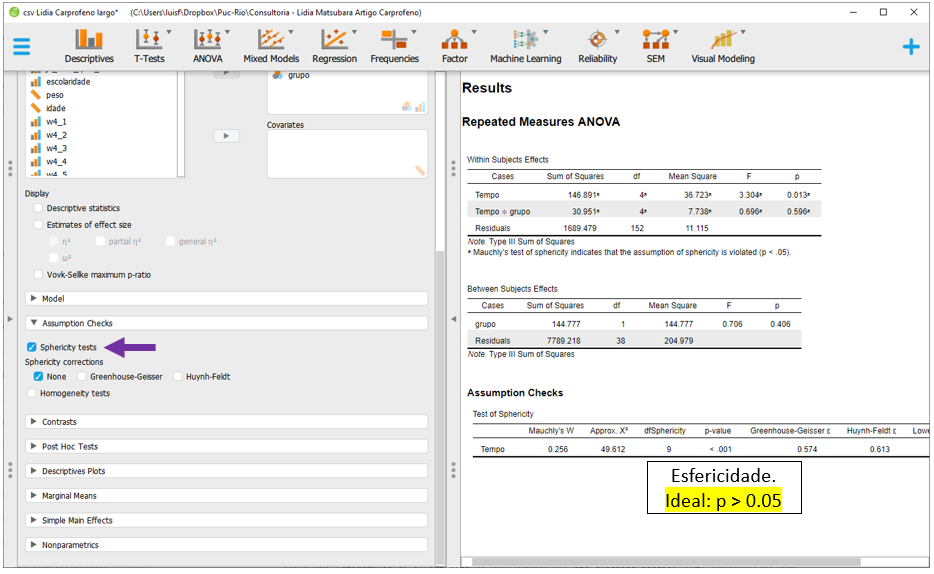 csv Lidia Carprofeno largo* (C:\Users\luisf\Dropbox\Puc-Rio\Consultoria - Lidia Matsubara Artigo Carprofeno)
Descriptives T-Tests ANOVA Mixed Models Regression Frequencies Factor Machine Learning Reliability SEM Visual Modeling
escolaridade
peso
idade
w4_1
w4_2
w4_3
w4_4
w4_5
grupo
Covariates
Display
Descriptive statistics
Estimates of effect size
η² partial η² general η²
ω²
Vovk-Sellke maximum p-ratio
Model
Assumption Checks
Sphericity tests
Sphericity corrections
None Greenhouse-Geisser Huynh-Feldt
Homogeneity tests
Contrasts
Post Hoc Tests
Descriptives Plots
Marginal Means
Simple Main Effects
Nonparametrics
Results
Repeated Measures ANOVA
Within Subjects Effects
Cases Sum of Squares df Mean Square F p
Tempo 146.891ᵃ 4ᵃ 36.723ᵃ 3.304ᵃ 0.013ᵃ
Tempo ✻ grupo 30.951ᵃ 4ᵃ 7.738ᵃ 0.696ᵃ 0.596ᵃ
Residuals 1689.479 152 11.115
Note. Type III Sum of Squares
ᵃ Mauchly's test of sphericity indicates that the assumption of sphericity is violated (p < .05).
Between Subjects Effects
Cases Sum of Squares df Mean Square F p
grupo 144.777 1 144.777 0.706 0.406
Residuals 7789.218 38 204.979
Note. Type III Sum of Squares
Assumption Checks
Test of Sphericity
Mauchly's W Approx. X² dfSphericity p-value Greenhouse-Geisser ε Huynh-Feldt ε Lowe
Tempo 0.256 49.612 9 < .001 0.574 0.613
Esfericidade.
Ideal: p > 0.05